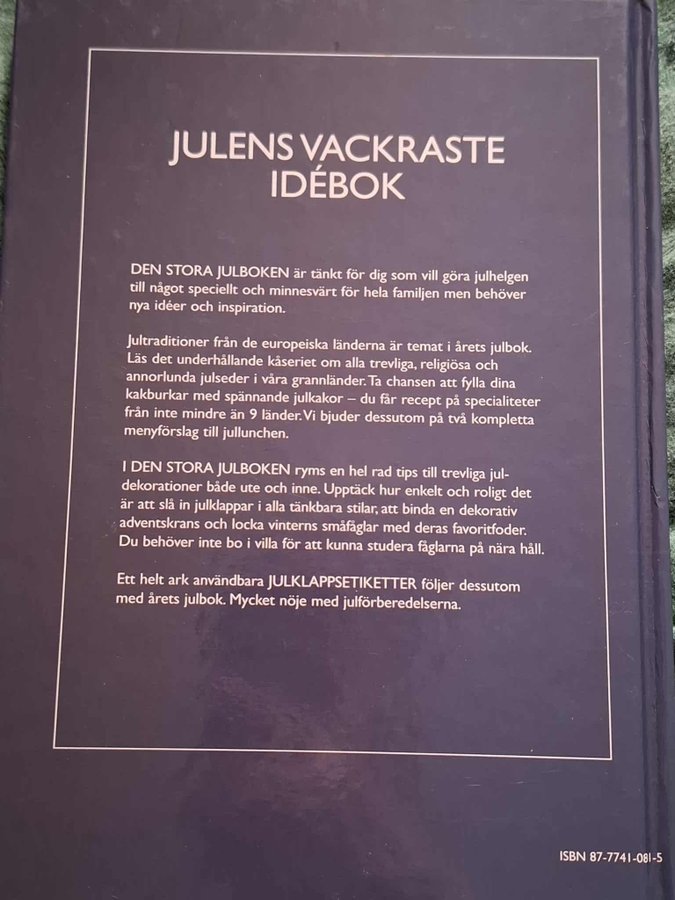 JULENS VACKRASTE
IDÉBOK
DEN STORA JULBOKEN är tänkt för dig som vill göra julhelgen
till något speciellt och minnesvärt för hela familjen men behöver
nya idéer och inspiration.
Jultraditioner från de europeiska länderna är temat i årets julbok.
Läs det underhållande kåseriet om alla trevliga, religiösa och
annorlunda julseder i våra grannländer. Ta chansen att fylla dina
kakburkar med spännande julkakor – du får recept på specialiteter
från inte mindre än 9 länder. Vi bjuder dessutom på två kompletta
menyförslag till jullunchen.
I DEN STORA JULBOKEN ryms en hel rad tips till trevliga jul-
dekorationer både ute och inne. Upptäck hur enkelt och roligt det
är att slå in julklappar i alla tänkbara stilar, att binda en dekorativ
adventskrans och locka vinterns småfåglar med deras favoritfoder.
Du behöver inte bo i villa för att kunna studera fåglarna på nära håll.
Ett helt ark användbara JULKLAPPSETIKETTER följer dessutom
med årets julbok. Mycket nöje med julförberedelserna.
ISBN 87-7741-081-5